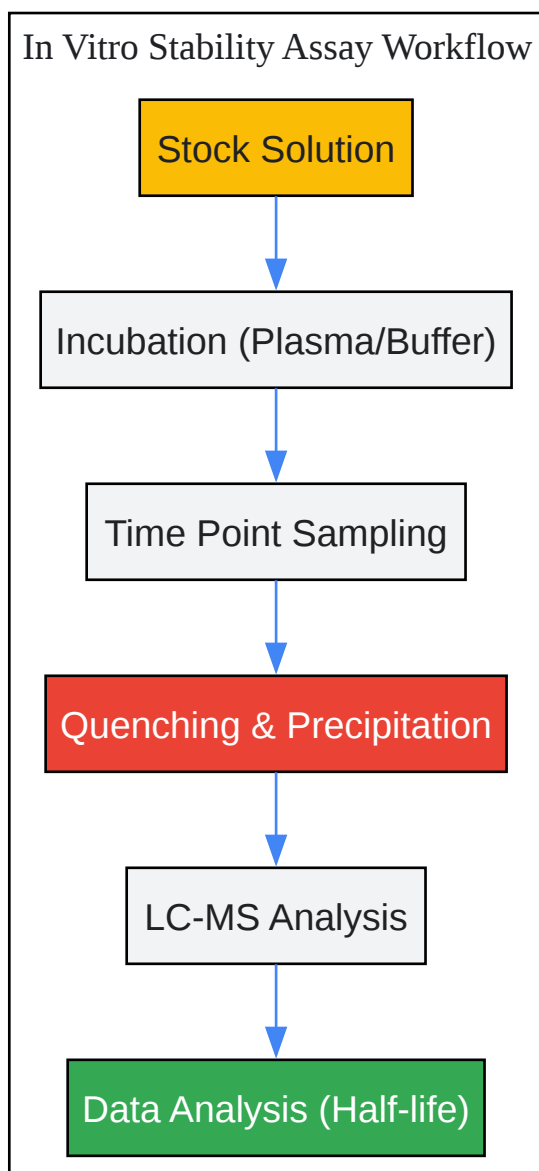 In Vitro Stability Assay Workflow
Stock Solution
Incubation (Plasma/Buffer)
Time Point Sampling
Quenching & Precipitation
LC-MS Analysis
Data Analysis (Half-life)